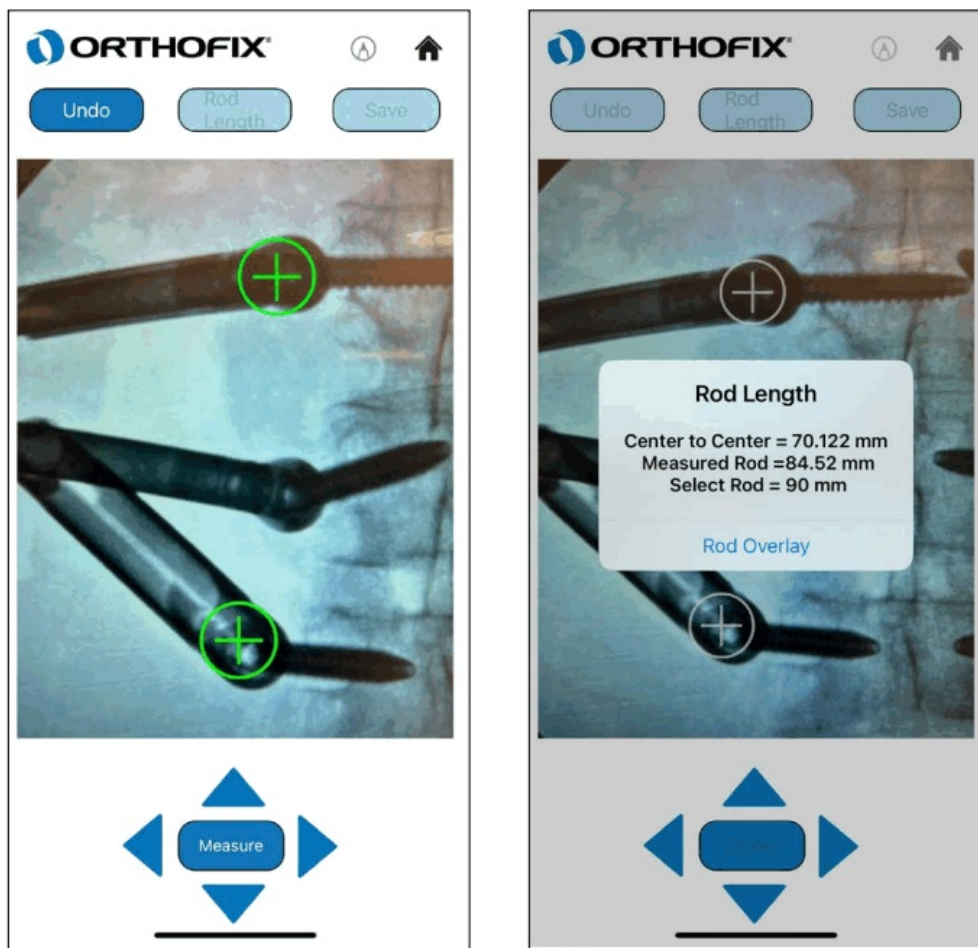 ORTHOFIX®
Undo
Rod
Length
Save
Measure
ORTHOFIX®
Undo
Rod
Length
Save
Rod Length
Center to Center = 70.122 mm
Measured Rod =84.52 mm
Select Rod = 90 mm
Rod Overlay